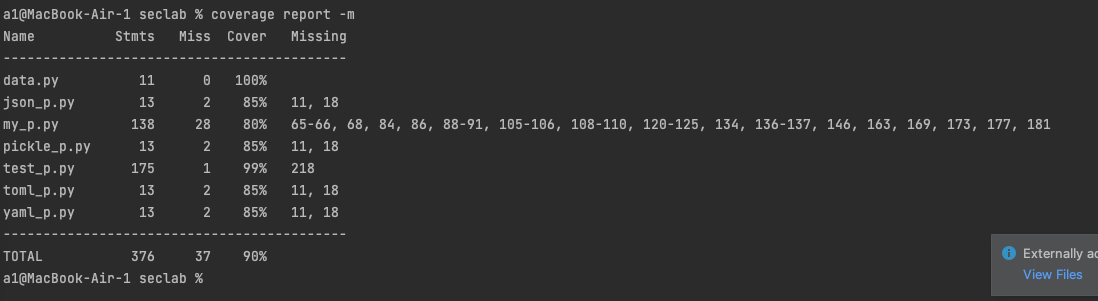 a1@MacBook-Air-1 seclab % coverage report -m
Name          Stmts   Miss  Cover   Missing
-------------------------------------------
data.py          11      0   100%
json_p.py        13      2    85%   11, 18
my_p.py         138     28    80%   65-66, 68, 84, 86, 88-91, 105-106, 108-110, 120-125, 134, 136-137, 146, 163, 169, 173, 177, 181
pickle_p.py      13      2    85%   11, 18
test_p.py       175      1    99%   218
toml_p.py        13      2    85%   11, 18
yaml_p.py        13      2    85%   11, 18
-------------------------------------------
TOTAL           376     37    90%
a1@MacBook-Air-1 seclab %
Externally
View Files